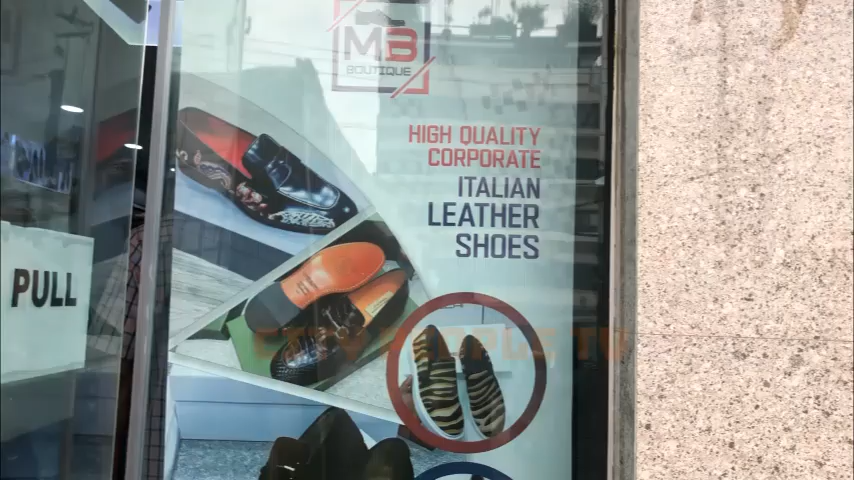 MB
BOUTIQUE
HIGH QUALITY
CORPORATE
ITALIAN
LEATHER
SHOES
PULL